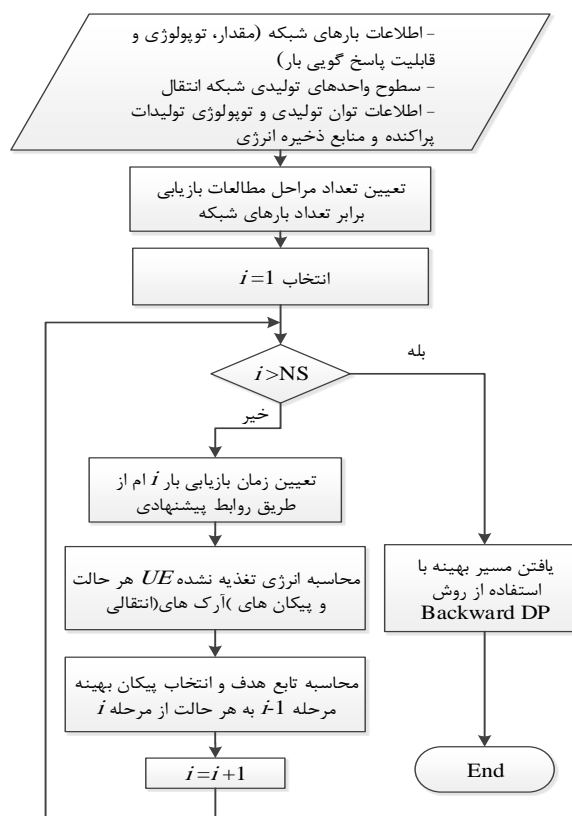 - اطلاعات بارهای شبکه (مقدار، توپولوژی و
قابلیت پاسخ گویی بار)
- سطوح واحدهای تولیدی شبکه انتقال
- اطلاعات توان تولیدی و توپولوژی تولیدات
پراکنده و منابع ذخیره انرژی
تعیین تعداد مراحل مطالعات بازیابی
برابر تعداد بارهای شبکه
انتخاب i=1
i>NS
بله
خیر
تعیین زمان بازیابی بار i ام از
طریق روابط پیشنهادی
محاسبه انرژی تغذیه نشده UE هر حالت
و پیکان های )آرک های(انتقالی
محاسبه تابع هدف و انتخاب پیکان بهینه
مرحله i-1 به هر حالت از مرحله i
i=i+1
یافتن مسیر بهینه با
استفاده از روش
Backward DP
End